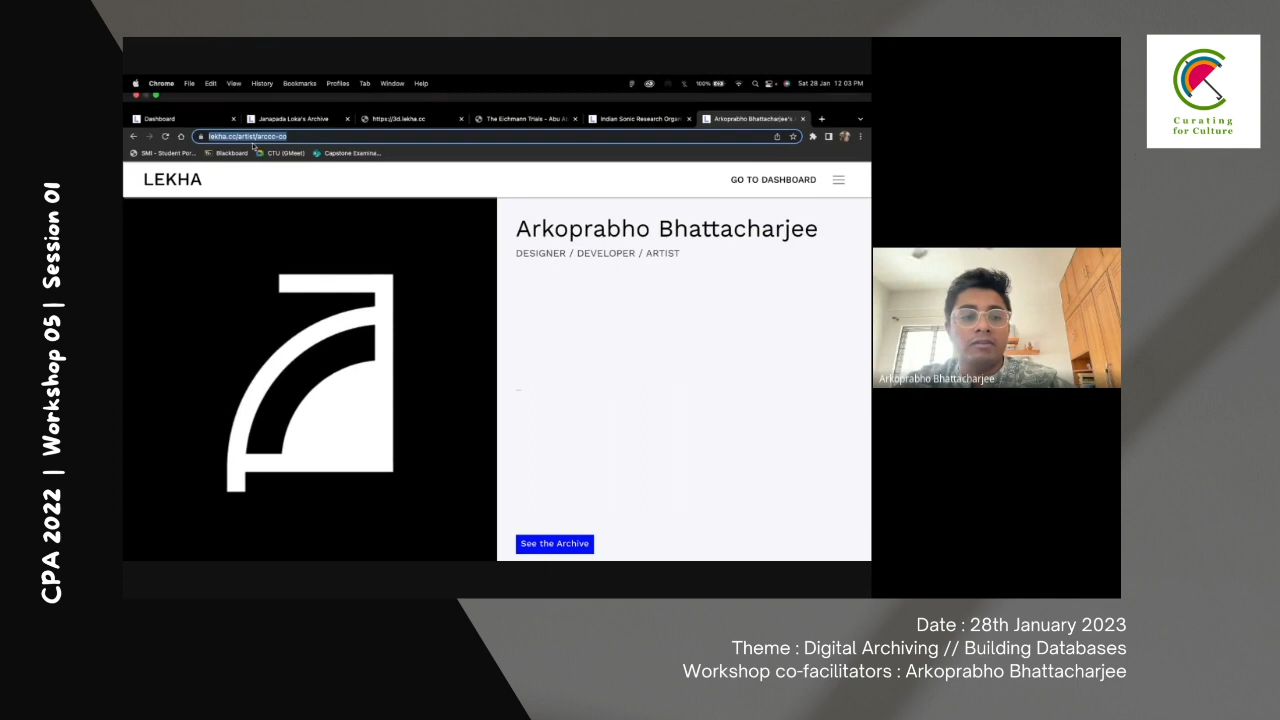 CPA 2022 | Workshop 05 | Session 01
Chrome File Edit View History Bookmarks Profiles Tab Window Help
100% Sat 28 Jan 12 03 PM
Dashboard
Janapada Loka's Archive
https://3d.lekha.cc
The Eichmann Trials - Abu A
Indian Sonic Research Organ
Arkoprabho Bhattacharjee's
lekha.cc/artist/arccc-co
SMI - Student Por...
Blackboard
CTU (GMeet)
Capstone Examina...
LEKHA
GO TO DASHBOARD
Arkoprabho Bhattacharjee
DESIGNER / DEVELOPER / ARTIST
See the Archive
Arkoprabho Bhattacharjee
Curating
for Culture
Date : 28th January 2023
Theme : Digital Archiving // Building Databases
Workshop co-facilitators : Arkoprabho Bhattacharjee